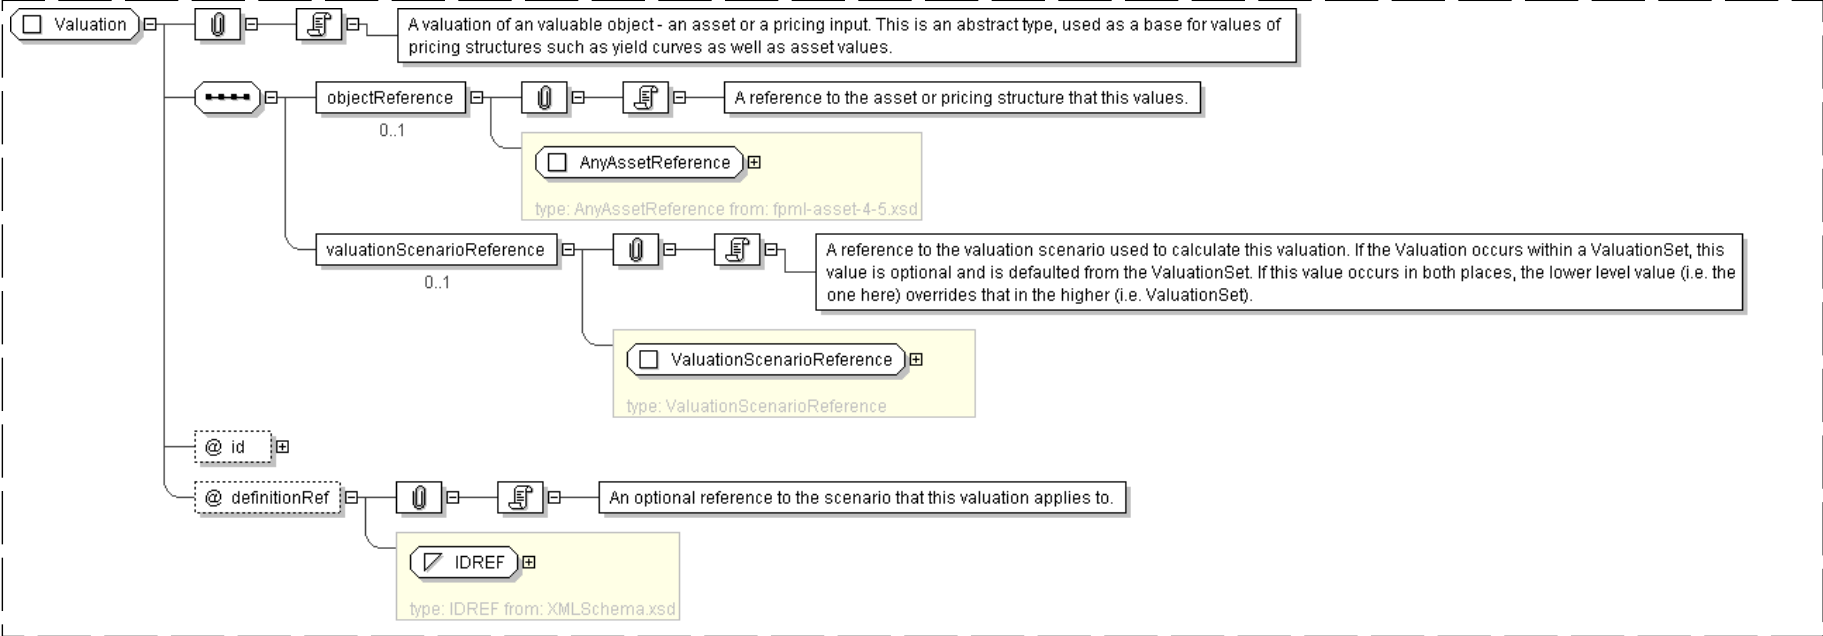 Valuation
A valuation of an valuable object - an asset or a pricing input. This is an abstract type, used as a base for values of
pricing structures such as yield curves as well as asset values.
objectReference
A reference to the asset or pricing structure that this values.
0..1
AnyAssetReference
type: AnyAssetReference from: fpml-asset-4-5.xsd
valuationScenarioReference
0..1
A reference to the valuation scenario used to calculate this valuation. If the Valuation occurs within a ValuationSet, this
value is optional and is defaulted from the ValuationSet. If this value occurs in both places, the lower level value (i.e. the
one here) overrides that in the higher (i.e. ValuationSet).
ValuationScenarioReference
type: ValuationScenarioReference
@ id
@ definitionRef
An optional reference to the scenario that this valuation applies to.
IDREF
type: IDREF from: XMLSchema.xsd